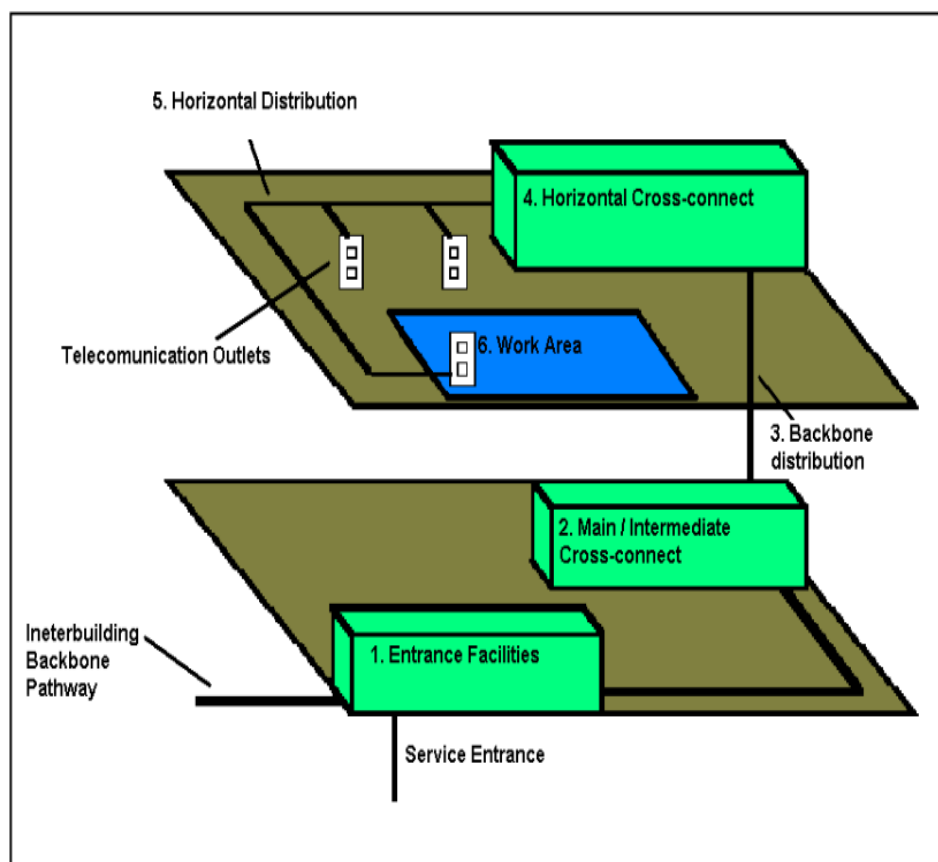 5. Horizontal Distribution
4. Horizontal Cross-connect
Telecomunication Outlets
6. Work Area
3. Backbone
distribution
2. Main / Intermediate
Cross-connect
Ineterbuilding
Backbone
Pathway
1. Entrance Facilities
Service Entrance